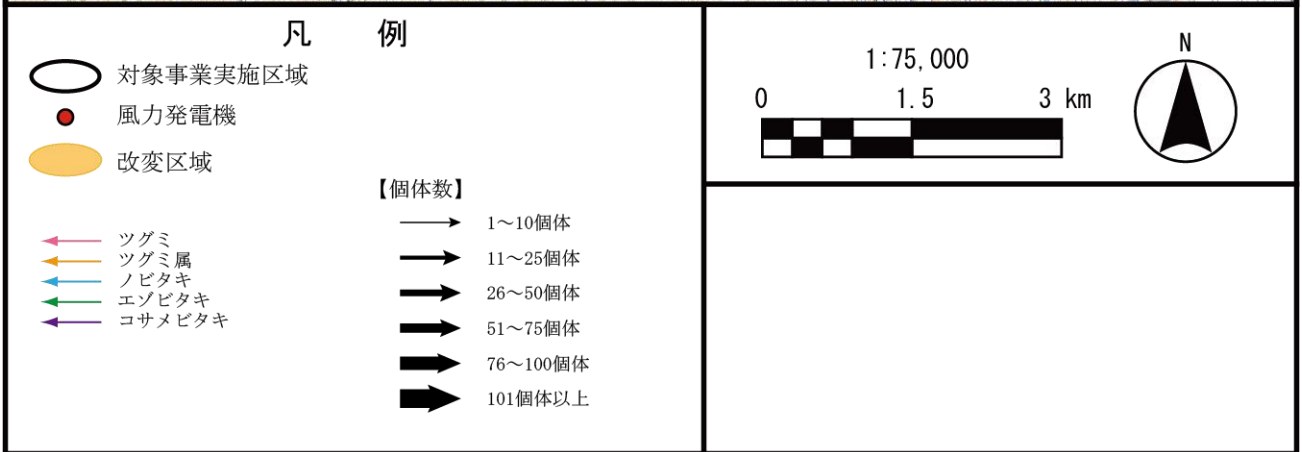 凡 例
対象事業実施区域
風力発電機
改変区域
ツグミ
ツグミ属
ノビタキ
エゾビタキ
コサメビタキ
【個体数】
1～10個体
11～25個体
26～50個体
51～75個体
76～100個体
101個体以上
1:75,000
0 1.5 3 km
N